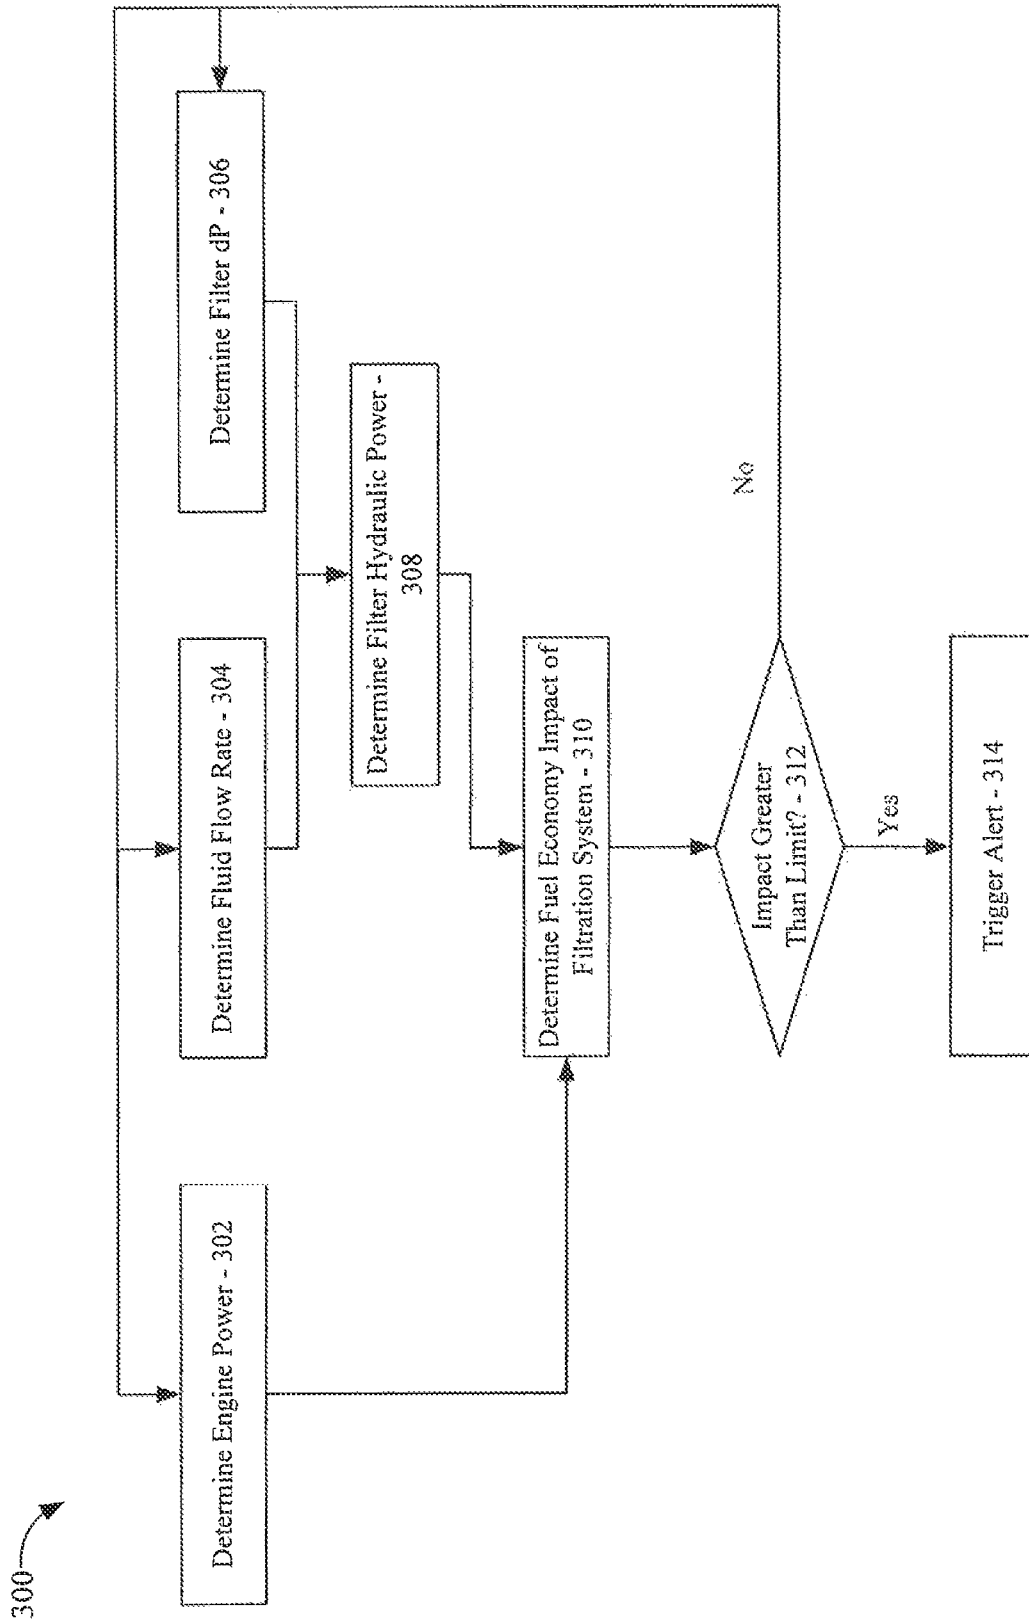 300
Determine Engine Power - 302
Determine Fluid Flow Rate - 304
Determine Filter dP - 306
Determine Filter Hydraulic Power -
308
Determine Fuel Economy Impact of
Filtration System - 310
Impact Greater
Than Limit? - 312
No
Yes
Trigger Alert - 314